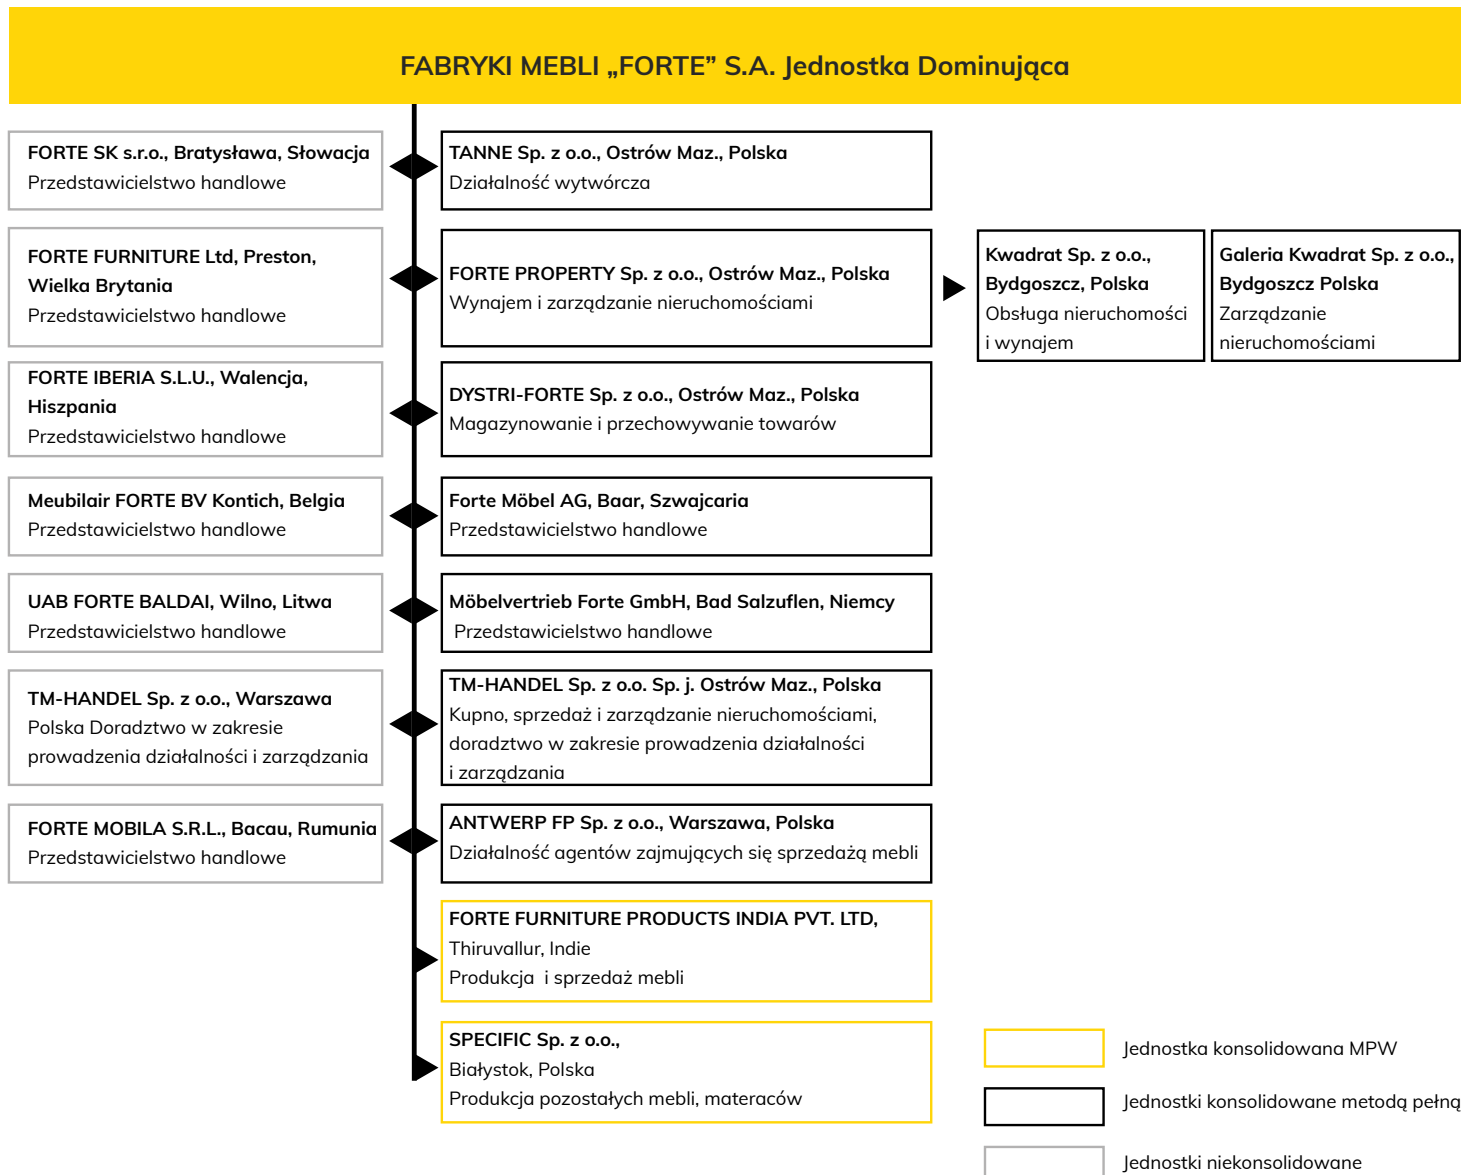 FABRYKI MEBLI „FORTE” S.A. Jednostka Dominująca
FORTE SK s.r.o., Bratysława, Słowacja
Przedstawicielstwo handlowe
TANNE Sp. z o.o., Ostrów Maz., Polska
Działalność wytwórcza
FORTE FURNITURE Ltd, Preston,
Wielka Brytania
Przedstawicielstwo handlowe
FORTE PROPERTY Sp. z o.o., Ostrów Maz., Polska
Wynajem i zarządzanie nieruchomościami
Kwadrat Sp. z o.o.,
Bydgoszcz, Polska
Obsługa nieruchomości
i wynajem
Galeria Kwadrat Sp. z o.o.,
Bydgoszcz Polska
Zarządzanie
nieruchomościami
FORTE IBERIA S.L.U., Walencja,
Hiszpania
Przedstawicielstwo handlowe
DYSTRI-FORTE Sp. z o.o., Ostrów Maz., Polska
Magazynowanie i przechowywanie towarów
Meubilair FORTE BV Kontich, Belgia
Przedstawicielstwo handlowe
Forte Möbel AG, Baar, Szwajcaria
Przedstawicielstwo handlowe
UAB FORTE BALDAI, Wilno, Litwa
Przedstawicielstwo handlowe
Möbelvertrieb Forte GmbH, Bad Salzuflen, Niemcy
Przedstawicielstwo handlowe
TM-HANDEL Sp. z o.o., Warszawa
Polska Doradztwo w zakresie
prowadzenia działalności i zarządzania
TM-HANDEL Sp. z o.o. Sp. j. Ostrów Maz., Polska
Kupno, sprzedaż i zarządzanie nieruchomościami,
doradztwo w zakresie prowadzenia działalności
i zarządzania
FORTE MOBILA S.R.L., Bacau, Rumunia
Przedstawicielstwo handlowe
ANTWERP FP Sp. z o.o., Warszawa, Polska
Działalność agentów zajmujących się sprzedażą mebli
FORTE FURNITURE PRODUCTS INDIA PVT. LTD,
Thiruvallur, Indie
Produkcja i sprzedaż mebli
SPECIFIC Sp. z o.o.,
Białystok, Polska
Produkcja pozostałych mebli, materaców
Jednostka konsolidowana MPW
Jednostki konsolidowane metodą pełną
Jednostki niekonsolidowane